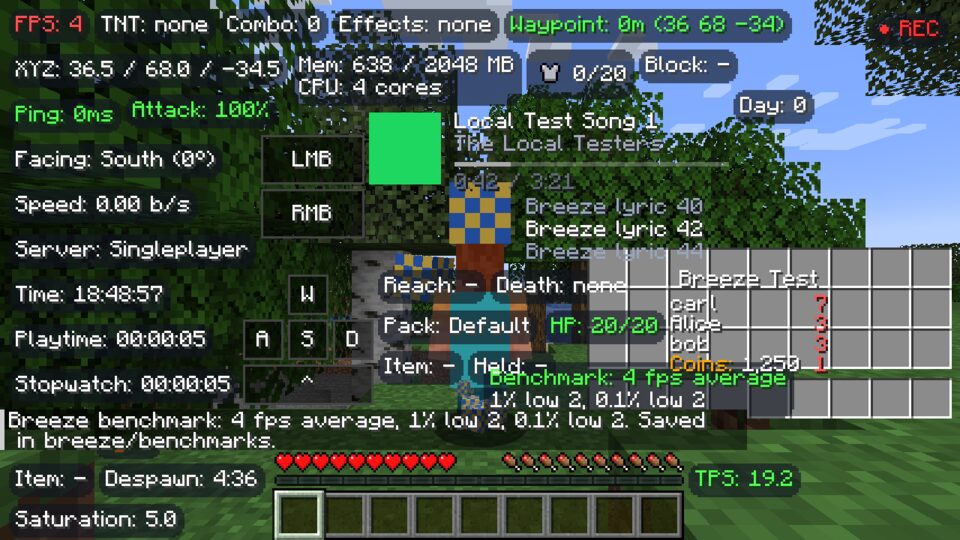 FPS: 4 TNT: none Combo: 0 Effects: none Waypoint: 0m (36 68 -34) REC
XYZ: 36.5 / 68.0 / -34.5 Mem: 638 / 2048 MB 0/20 Block: -
CPU: 4 cores
Ping: 0ms Attack: 100% Day: 0
Local Test Song 1
The Local Testers
Facing: South (0°) LMB
0:42 / 3:21
Speed: 0.00 b/s RMB
Breeze lyric 40
Breeze lyric 42
Breeze lyric 44
Server: Singleplayer
Reach: - Death: none
Breeze Test
Time: 18:48:57 W
carl 7
Alice 3
bob 3
Coins: 1,250 1
Pack: Default HP: 20/20
Playtime: 00:00:05 A S D
Item: - Held: -
Stopwatch: 00:00:05 ^
Benchmark: 4 fps average
1% low 2, 0.1% low 2
Breeze benchmark: 4 fps average, 1% low 2, 0.1% low 2. Saved
in breeze/benchmarks.
Item: - Despawn: 4:36 TPS: 19.2
Saturation: 5.0